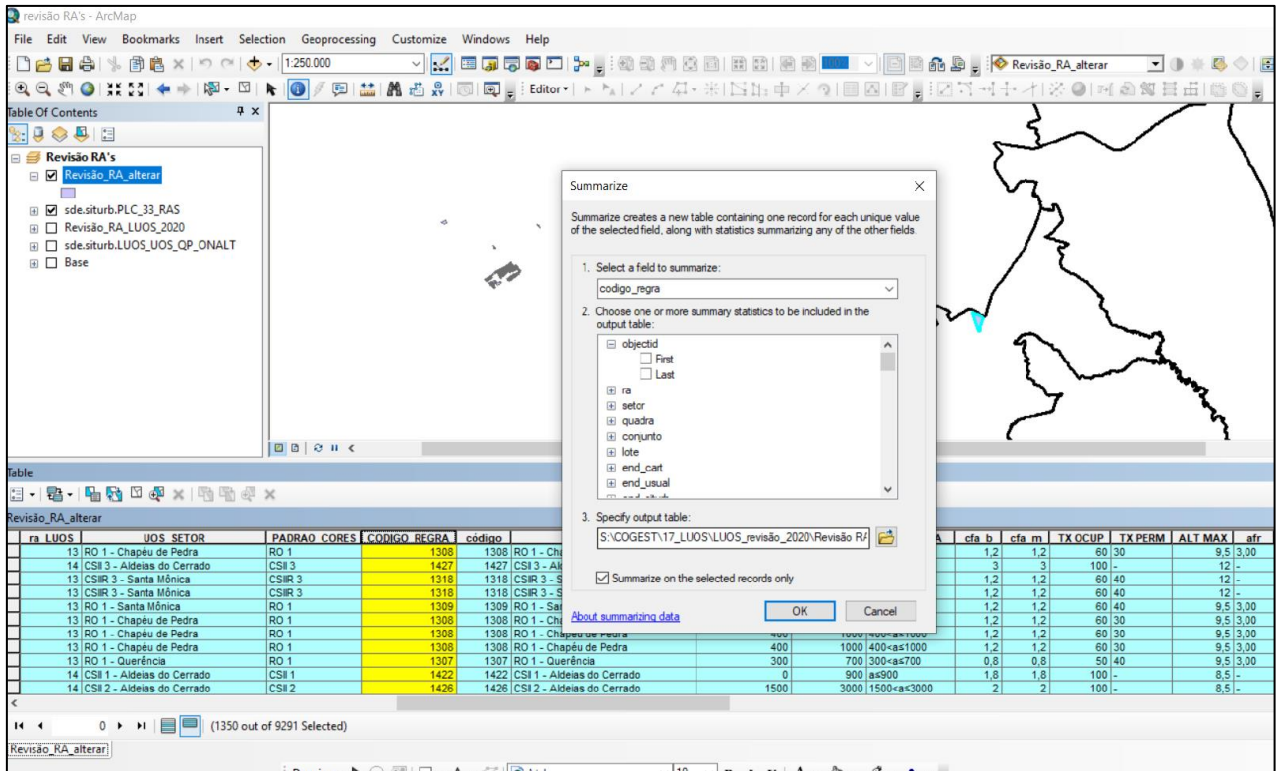 revisão RA's - ArcMap
File Edit View Bookmarks Insert Selection Geoprocessing Customize Windows Help
1:250.000
Revisão_RA_alterar
Editor
Table Of Contents
Revisão RA's
Revisão_RA_alterar
sde.siturb.PLC_33_RAS
Revisão_RA_LUOS_2020
sde.siturb.LUOS_UOS_QP_ONALT
Base
Summarize
Summarize creates a new table containing one record for each unique value
of the selected field, along with statistics summarizing any of the other fields.
1. Select a field to summarize:
codigo_regra
2. Choose one or more summary statistics to be included in the
output table:
objectid
First
Last
ra
setor
quadra
conjunto
lote
end_cart
end_usual
3. Specify output table:
S:\COGEST\17_LUOS\LUOS_revisão_2020\Revisão R
Summarize on the selected records only
About summarizing data
OK Cancel
Table
Revisão_RA_alterar
ra LUOS UOS SETOR PADRAO CORES CODIGO REGRA código A cfa b cfa m TX OCUP TX PERM ALT MAX afr
13 RO 1 - Chapéu de Pedra RO 1 1308 1308 RO 1 - Cha 1,2 1,2 60 30 9,5 3,00
14 CSII 3 - Aldeias do Cerrado CSII 3 1427 1427 CSII 3 - Al 3 3 100 - 12 -
13 CSIIR 3 - Santa Mônica CSIIR 3 1318 1318 CSIIR 3 - S 1,2 1,2 60 40 12 -
13 CSIIR 3 - Santa Mônica CSIIR 3 1318 1318 CSIIR 3 - S 1,2 1,2 60 40 12 -
13 RO 1 - Santa Mônica RO 1 1309 1309 RO 1 - Sar 1,2 1,2 60 40 9,5 3,00
13 RO 1 - Chapéu de Pedra RO 1 1308 1308 RO 1 - Cha 1,2 1,2 60 30 9,5 3,00
13 RO 1 - Chapéu de Pedra RO 1 1308 1308 RO 1 - Chapéu de Pedra 400 1000 400<a≤1000 1,2 1,2 60 30 9,5 3,00
13 RO 1 - Chapéu de Pedra RO 1 1308 1308 RO 1 - Chapéu de Pedra 400 1000 400<a≤1000 1,2 1,2 60 30 9,5 3,00
13 RO 1 - Querência RO 1 1307 1307 RO 1 - Querência 300 700 300<a≤700 0,8 0,8 50 40 9,5 3,00
14 CSII 1 - Aldeias do Cerrado CSII 1 1422 1422 CSII 1 - Aldeias do Cerrado 0 900 a≤900 1,8 1,8 100 - 8,5 -
14 CSII 2 - Aldeias do Cerrado CSII 2 1426 1426 CSII 2 - Aldeias do Cerrado 1500 3000 1500<a≤3000 2 2 100 - 8,5 -
0 (1350 out of 9291 Selected)
Revisão_RA_alterar